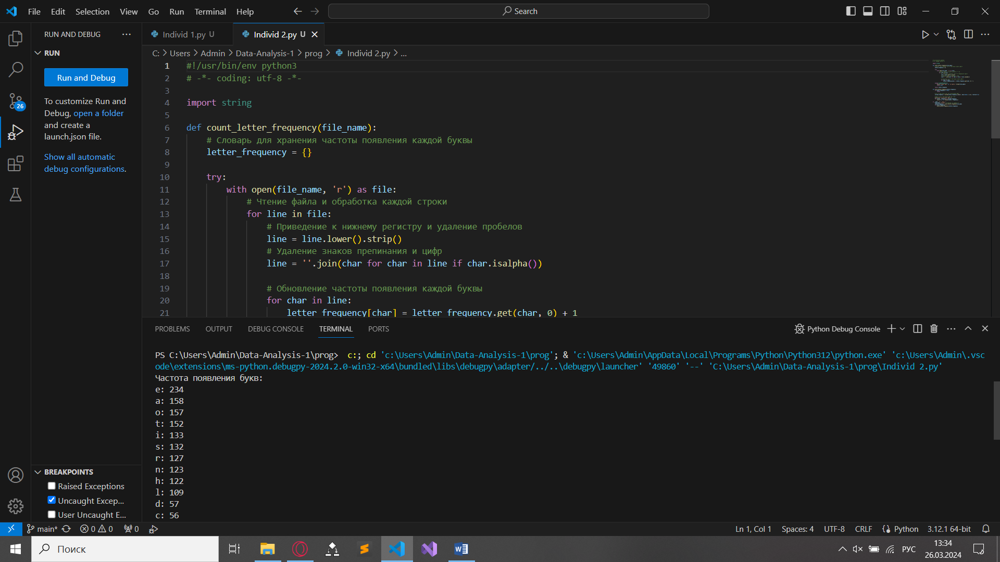 File Edit Selection View Go Run Terminal Help
Search
RUN AND DEBUG
RUN
Run and Debug
To customize Run and
Debug, open a folder
and create a
launch.json file.
Show all automatic
debug configurations.
26
BREAKPOINTS
Raised Exceptions
Uncaught Excep...
User Uncaught E...
Individ 1.py U
Individ 2.py U
C: > Users > Admin > Data-Analysis-1 > prog > Individ 2.py > ...
1 #!/usr/bin/env python3
2 # -*- coding: utf-8 -*-
3
4 import string
5
6 def count_letter_frequency(file_name):
7 # Словарь для хранения частоты появления каждой буквы
8 letter_frequency = {}
9
10 try:
11 with open(file_name, 'r') as file:
12 # Чтение файла и обработка каждой строки
13 for line in file:
14 # Приведение к нижнему регистру и удаление пробелов
15 line = line.lower().strip()
16 # Удаление знаков препинания и цифр
17 line = ''.join(char for char in line if char.isalpha())
18
19 # Обновление частоты появления каждой буквы
20 for char in line:
21 letter_frequency[char] = letter_frequency.get(char, 0) + 1
PROBLEMS OUTPUT DEBUG CONSOLE TERMINAL PORTS
Python Debug Console
PS C:\Users\Admin\Data-Analysis-1\prog> c:; cd 'c:\Users\Admin\Data-Analysis-1\prog'; & 'c:\Users\Admin\AppData\Local\Programs\Python\Python312\python.exe' 'c:\Users\Admin\.vsc
ode\extensions\ms-python.debugpy-2024.2.0-win32-x64\bundled\libs\debugpy\adapter/../..\debugpy\launcher' '49860' '--' 'C:\Users\Admin\Data-Analysis-1\prog\Individ 2.py'
Частота появления букв:
e: 234
a: 158
o: 157
t: 152
i: 133
s: 132
r: 127
n: 123
h: 122
l: 109
d: 57
c: 56
main* 0 0 0 Ln 1, Col 1 Spaces: 4 UTF-8 CRLF Python 3.12.1 64-bit
Поиск
РУС
13:34
26.03.2024